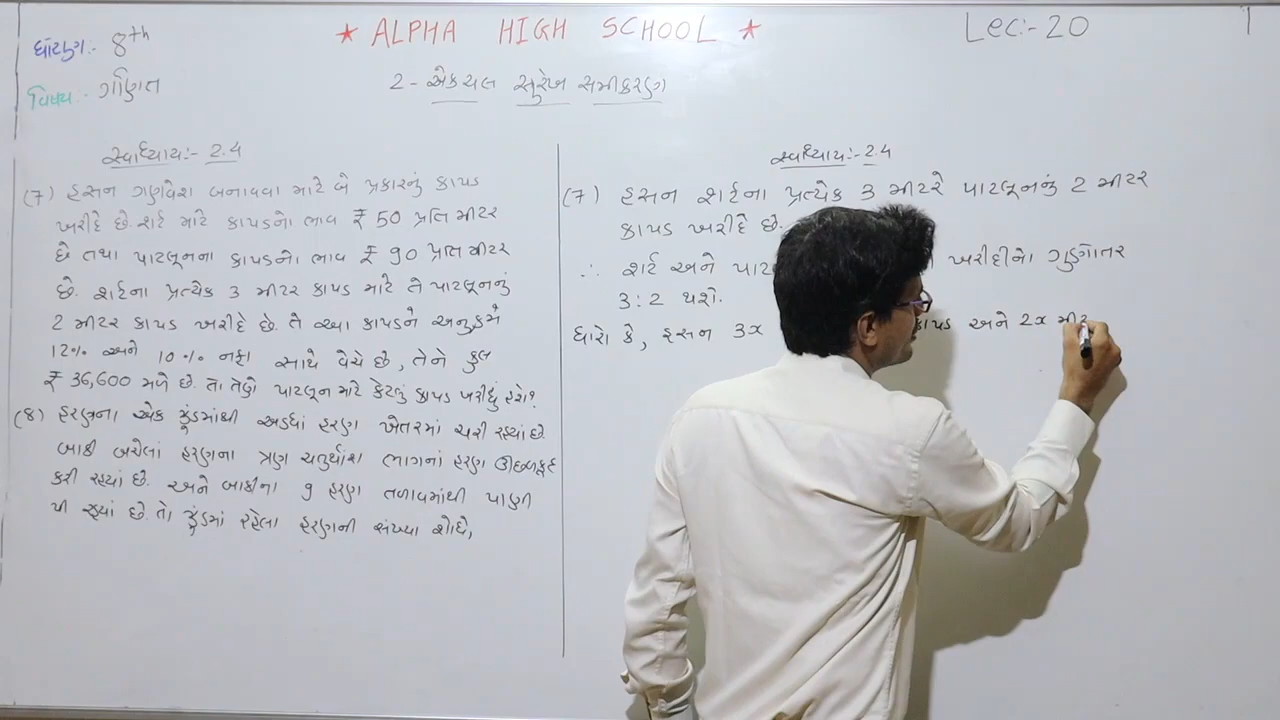 ધોરણ:- 8th
★ ALPHA HIGH SCHOOL ★
Lec:- 20
વિષય:- ગણિત
2 - એકચલ સુરેખ સમીકરણ
સ્વાધ્યાય:- 2.4
(7) હસન ગણવેશ બનાવવા માટે બે પ્રકારનું કાપડ
ખરીદે છે. શર્ટ માટે કાપડનો ભાવ ₹ 50 પ્રતિ મીટર
છે તથા પાટલૂનના કાપડનો ભાવ ₹ 90 પ્રતિ મીટર
છે. શર્ટના પ્રત્યેક 3 મીટર કાપડ માટે તે પાટલૂનનું
2 મીટર કાપડ ખરીદે છે. તે આ કાપડને અનુક્રમે
12% અને 10% નફા સાથે વેચે છે, તેને કુલ
₹ 36,600 મળે છે. તો તેણે પાટલૂન માટે કેટલું કાપડ ખરીદ્યું હશે?
(8) હરણના એક ઝુંડમાંથી અડધાં હરણ ખેતરમાં ચરી રહ્યાં છે.
બાકી બચેલાં હરણના ત્રણ ચતુર્થાંશ ભાગનાં હરણ ઊછળકૂદ
કરી રહ્યાં છે. અને બાકીના 9 હરણ તળાવમાંથી પાણી
પી રહ્યાં છે. તો ઝુંડમાં રહેલા હરણની સંખ્યા શોધો,
સ્વાધ્યાય:- 2.4
(7) હસન શર્ટના પ્રત્યેક 3 મીટરે પાટલૂનનું 2 મીટર
કાપડ ખરીદે છે.
∴ શર્ટ અને ખરીદીનો ગુણોતર
3:2 થશે.
ધારો કે, હસન 3x કાપડ અને 2x મીટ